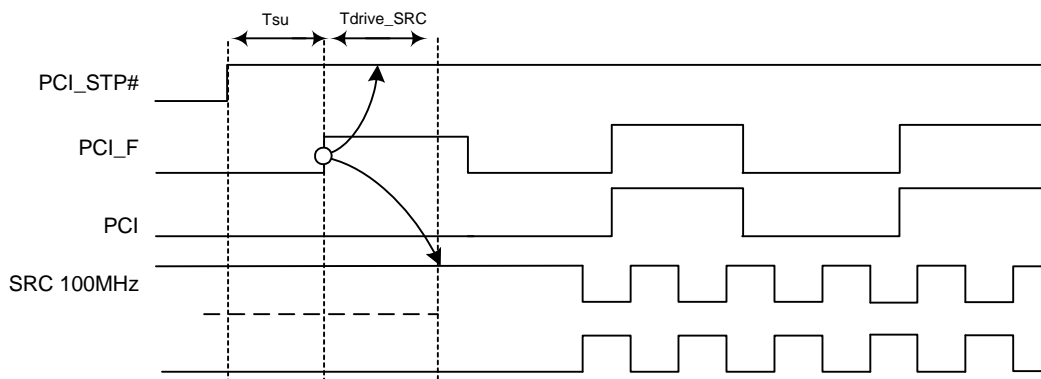 Tsu Tdrive_SRC
PCI_STP#
PCI_F
PCI
SRC 100MHz